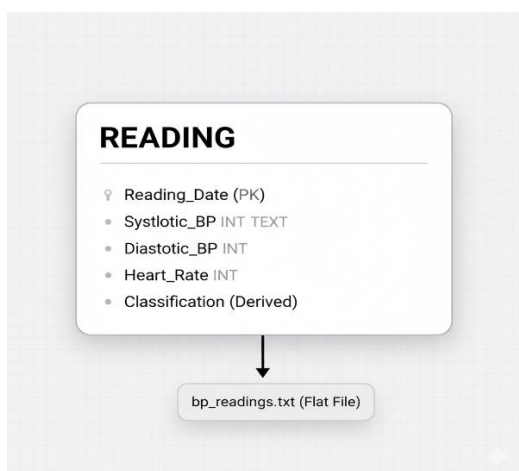 READING
Reading_Date (PK)
Systlotic_BP INT TEXT
Diastotic_BP INT
Heart_Rate INT
Classification (Derived)
bp_readings.txt (Flat File)